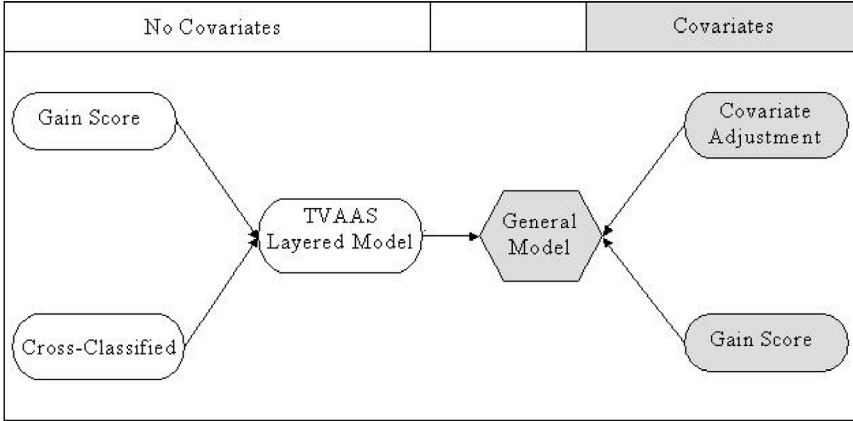 No Covariates
Covariates
Gain Score
Covariate
Adjustment
TVAAS
Layered Model
General
Model
Cross-Classified
Gain Score